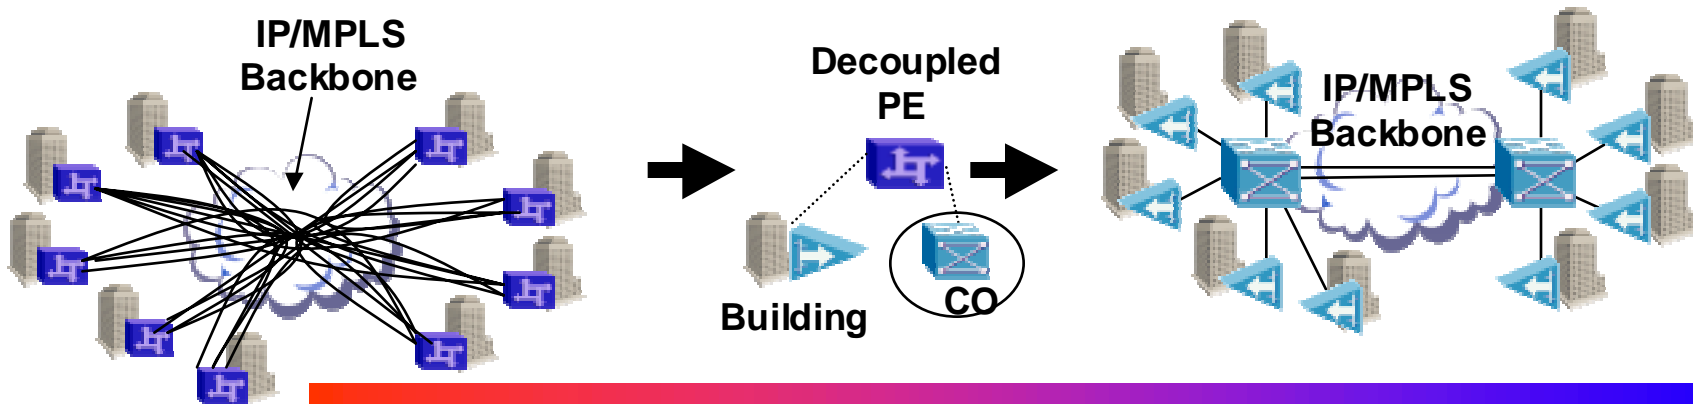 IP/MPLS
Backbone
Decoupled
PE
Building
CO
IP/MPLS
Backbone